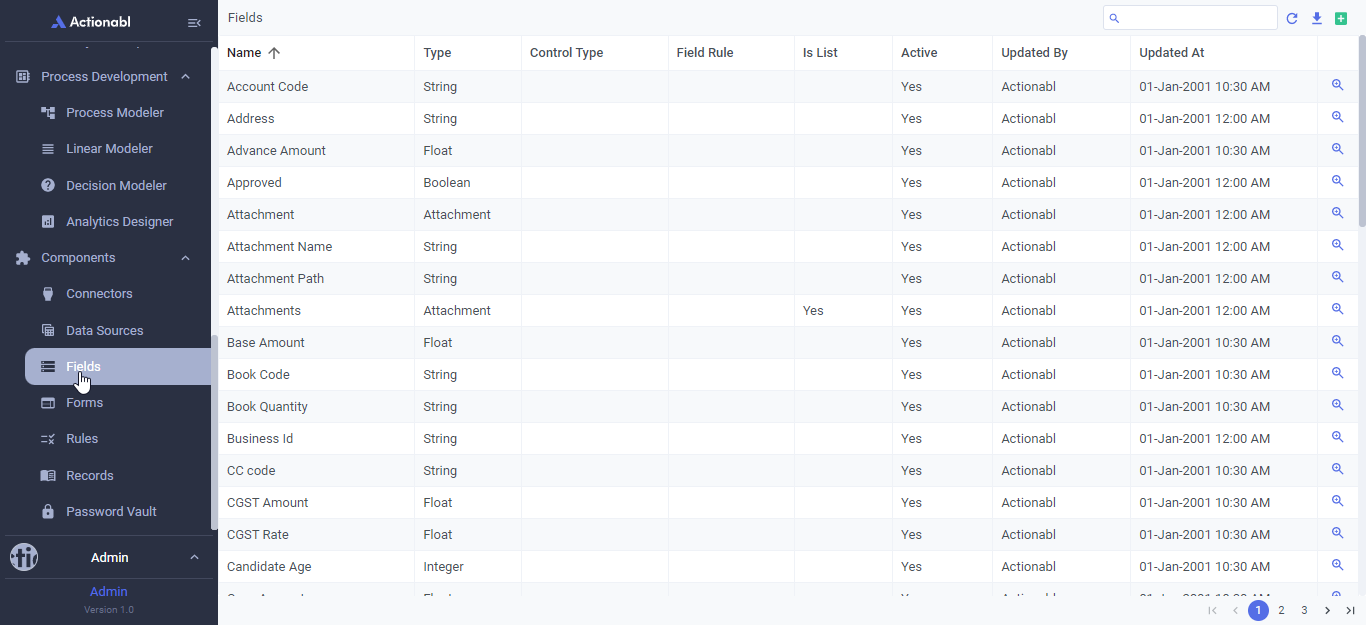 Actionabl
Process Development
Process Modeler
Linear Modeler
Decision Modeler
Analytics Designer
Components
Connectors
Data Sources
Fields
Forms
Rules
Records
Password Vault
ti
Admin
Admin
Version 1.0
Fields
Name Type Control Type Field Rule Is List Active Updated By Updated At
Account Code String Yes Actionabl 01-Jan-2001 10:30 AM
Address String Yes Actionabl 01-Jan-2001 12:00 AM
Advance Amount Float Yes Actionabl 01-Jan-2001 10:30 AM
Approved Boolean Yes Actionabl 01-Jan-2001 12:00 AM
Attachment Attachment Yes Actionabl 01-Jan-2001 12:00 AM
Attachment Name String Yes Actionabl 01-Jan-2001 12:00 AM
Attachment Path String Yes Actionabl 01-Jan-2001 12:00 AM
Attachments Attachment Yes Yes Actionabl 01-Jan-2001 12:00 AM
Base Amount Float Yes Actionabl 01-Jan-2001 10:30 AM
Book Code String Yes Actionabl 01-Jan-2001 10:30 AM
Book Quantity String Yes Actionabl 01-Jan-2001 10:30 AM
Business Id String Yes Actionabl 01-Jan-2001 12:00 AM
CC code String Yes Actionabl 01-Jan-2001 10:30 AM
CGST Amount Float Yes Actionabl 01-Jan-2001 10:30 AM
CGST Rate Float Yes Actionabl 01-Jan-2001 10:30 AM
Candidate Age Integer Yes Actionabl 01-Jan-2001 10:30 AM
1 2 3